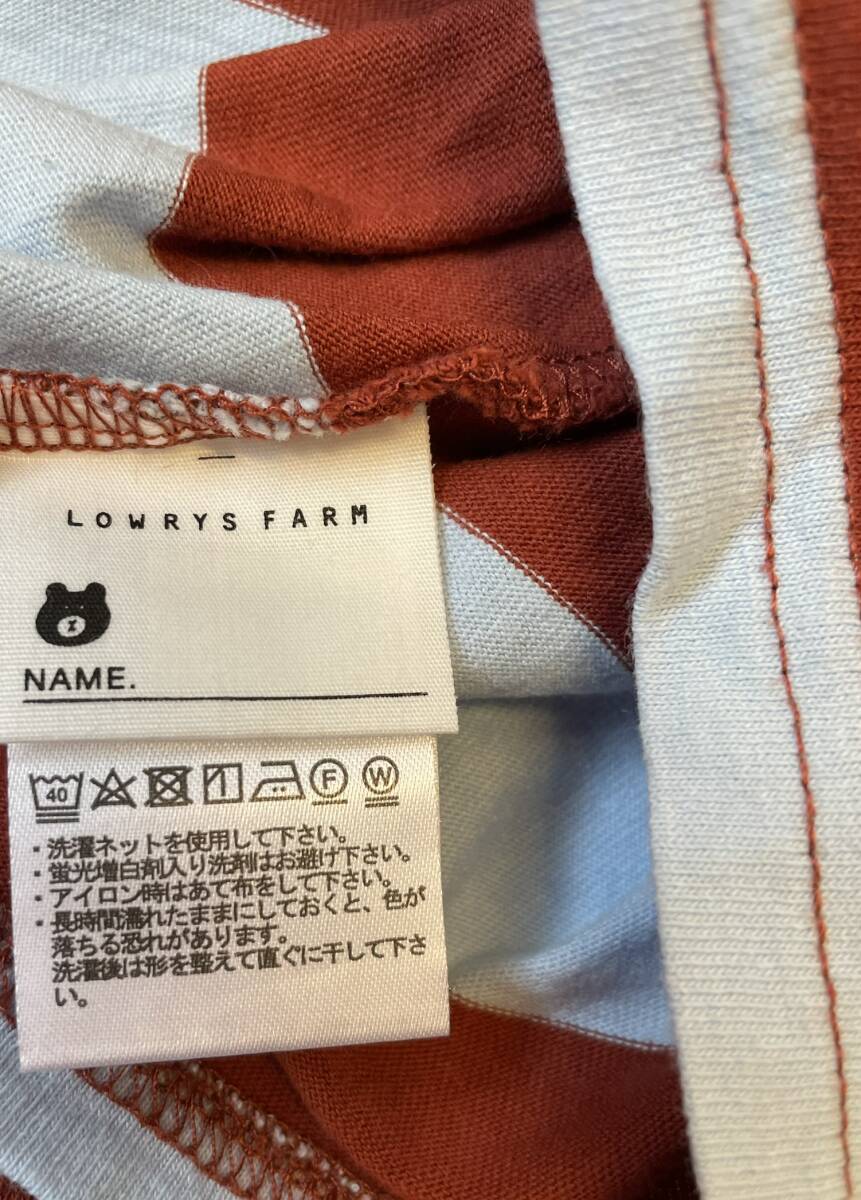 LOWRYS FARM
NAME.
40 F W
・洗濯ネットを使用して下さい。
・蛍光増白剤入り洗剤はお避け下さい。
・アイロン時はあて布をして下さい。
・長時間濡れたままにしておくと、色が
落ちる恐れがあります。
洗濯後は形を整えて直ぐに干して下さ
い。